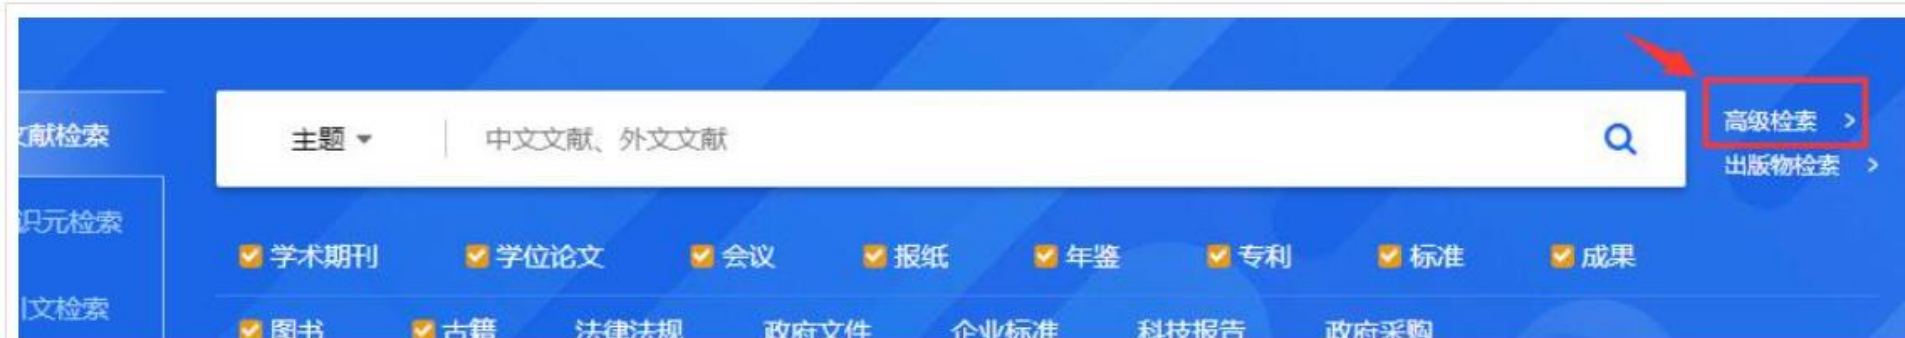 高级检索 >
文献检索
主题
中文文献、外文文献
出版物检索 >
识元检索
学术期刊 学位论文 会议 报纸 年鉴 专利 标准 成果
引文检索
图书 古籍 法律法规 政府文件 企业标准 科技报告 政府采购